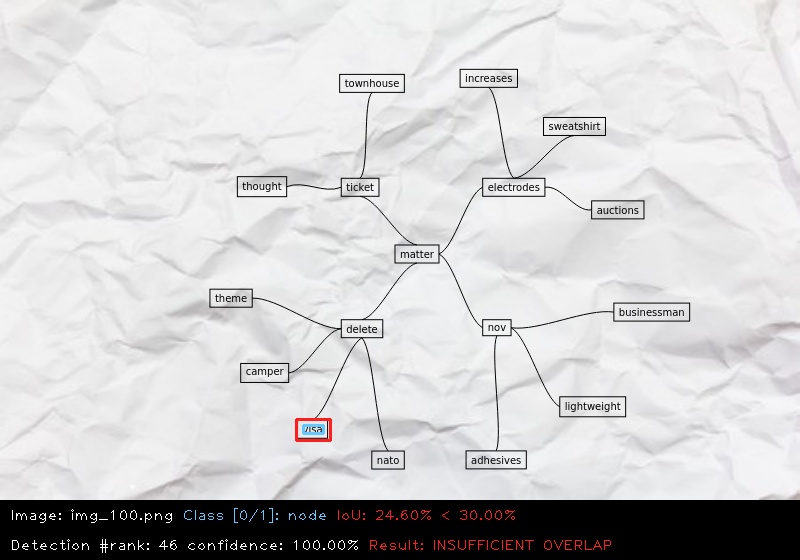 townhouse
increases
sweatshirt
thought
ticket
electrodes
auctions
matter
theme
businessman
delete
nov
camper
lightweight
visa
nato
adhesives
Image: img_100.png Class [0/1]: node IoU: 24.60% < 30.00%
Detection #rank: 46 confidence: 100.00% Result: INSUFFICIENT OVERLAP